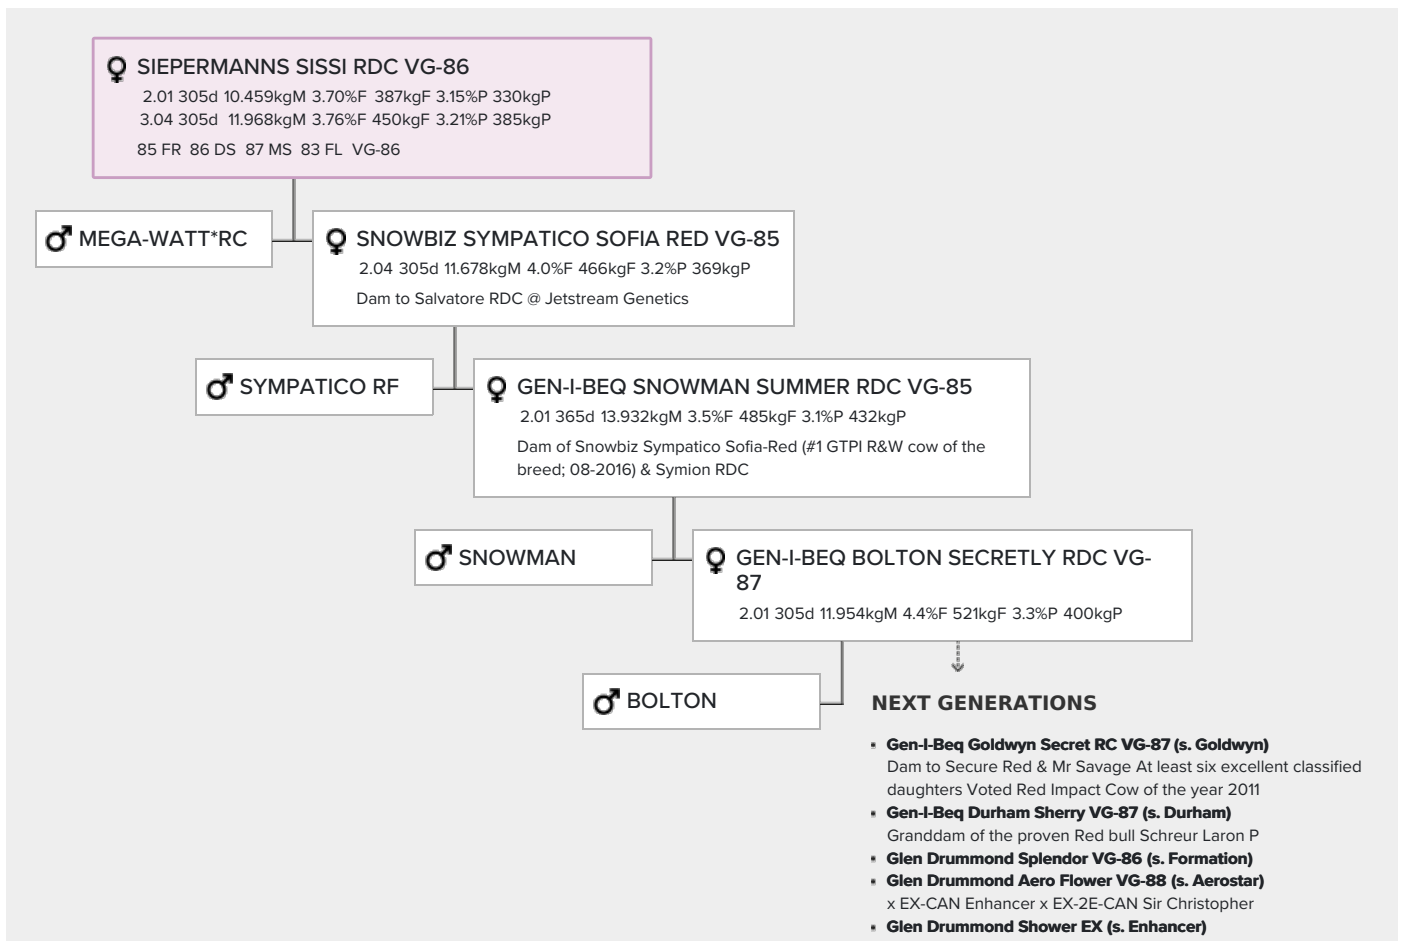 SIEPERMANNS SISSI RDC VG-86
2.01 305d 10.459kgM 3.70%F 387kgF 3.15%P 330kgP
3.04 305d 11.968kgM 3.76%F 450kgF 3.21%P 385kgP
85 FR 86 DS 87 MS 83 FL VG-86
MEGA-WATT*RC
SNOWBIZ SYMPATICO SOFIA RED VG-85
2.04 305d 11.678kgM 4.0%F 466kgF 3.2%P 369kgP
Dam to Salvatore RDC @ Jetstream Genetics
SYMPATICO RF
GEN-I-BEQ SNOWMAN SUMMER RDC VG-85
2.01 365d 13.932kgM 3.5%F 485kgF 3.1%P 432kgP
Dam of Snowbiz Sympatico Sofia-Red (#1 GTPI R&W cow of the
breed; 08-2016) & Symion RDC
SNOWMAN
GEN-I-BEQ BOLTON SECRETLY RDC VG-
87
2.01 305d 11.954kgM 4.4%F 521kgF 3.3%P 400kgP
BOLTON
NEXT GENERATIONS
Gen-I-Beq Goldwyn Secret RC VG-87 (s. Goldwyn)
Dam to Secure Red & Mr Savage At least six excellent classified
daughters Voted Red Impact Cow of the year 2011
Gen-I-Beq Durham Sherry VG-87 (s. Durham)
Granddam of the proven Red bull Schreur Laron P
Glen Drummond Splendor VG-86 (s. Formation)
Glen Drummond Aero Flower VG-88 (s. Aerostar)
x EX-CAN Enhancer x EX-2E-CAN Sir Christopher
Glen Drummond Shower EX (s. Enhancer)